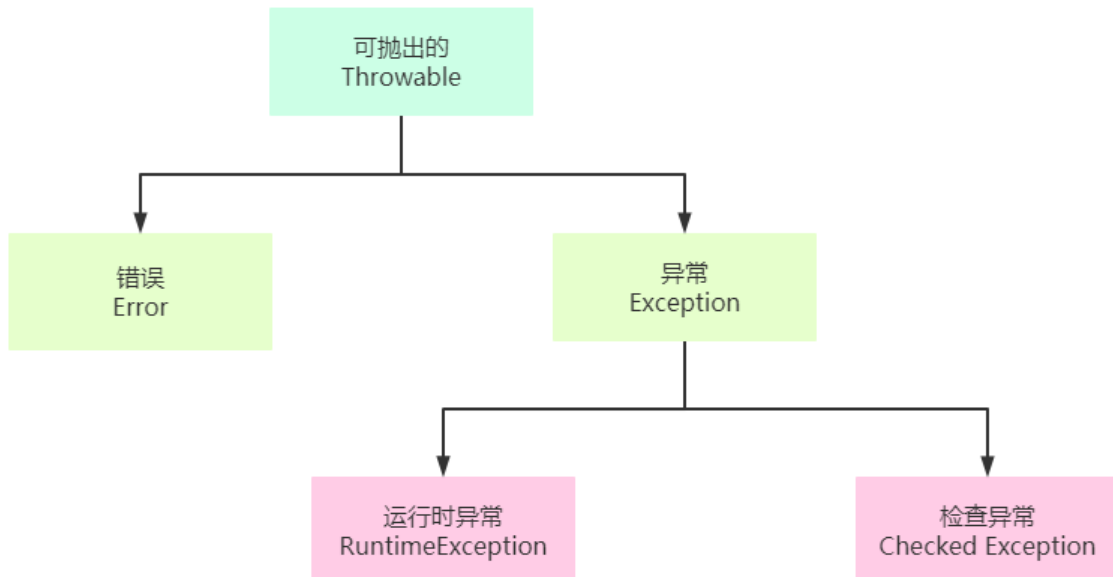 可抛出的
Throwable
错误
Error
异常
Exception
运行时异常
RuntimeException
检查异常
Checked Exception